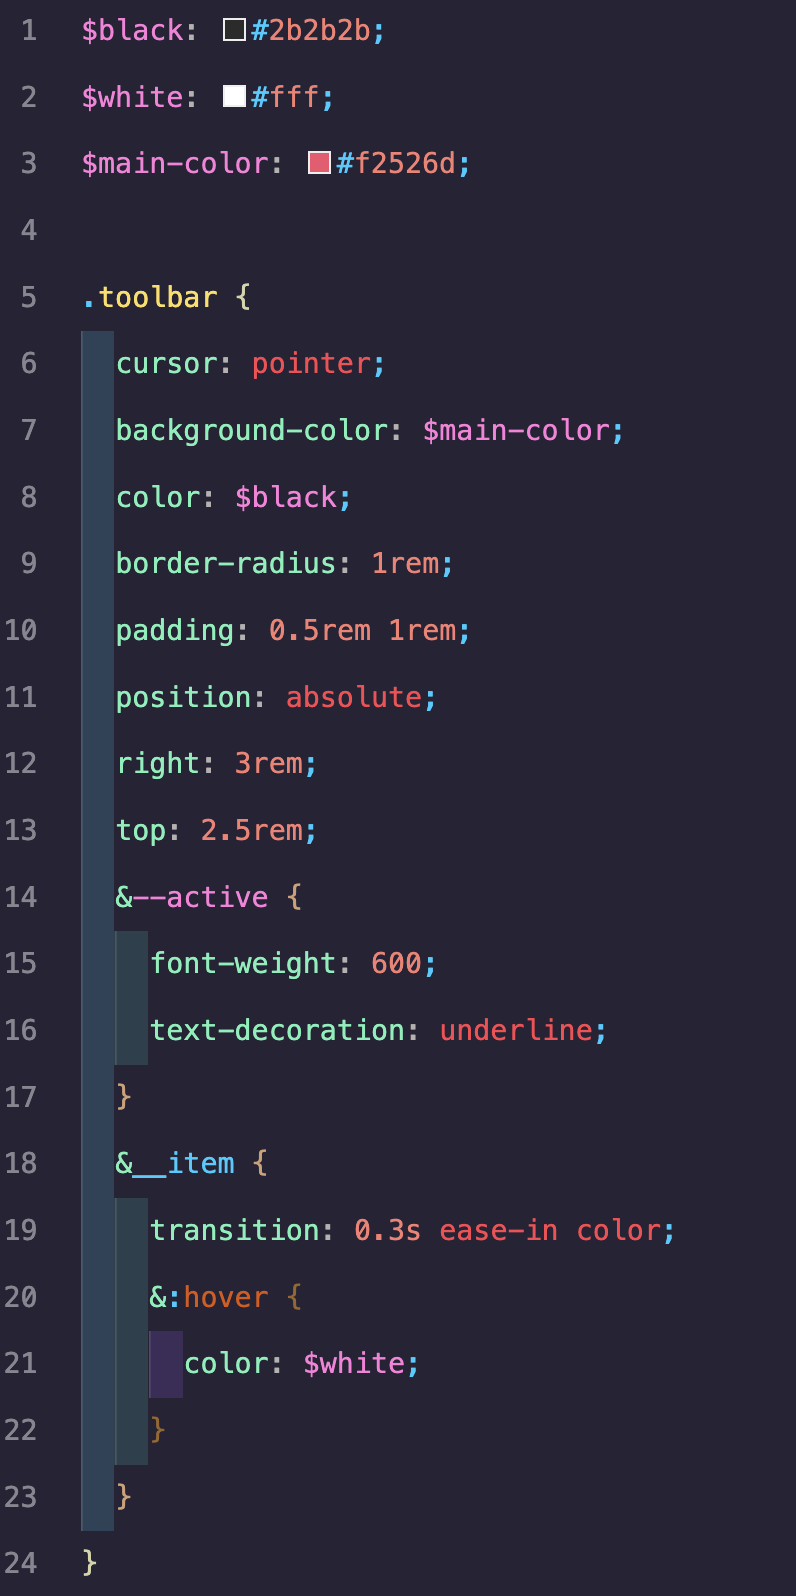 1 $black: #2b2b2b;
2 $white: #fff;
3 $main-color: #f2526d;
4
5 .toolbar {
6   cursor: pointer;
7   background-color: $main-color;
8   color: $black;
9   border-radius: 1rem;
10   padding: 0.5rem 1rem;
11   position: absolute;
12   right: 3rem;
13   top: 2.5rem;
14   &--active {
15     font-weight: 600;
16     text-decoration: underline;
17   }
18   &__item {
19     transition: 0.3s ease-in color;
20     &:hover {
21       color: $white;
22     }
23   }
24 }